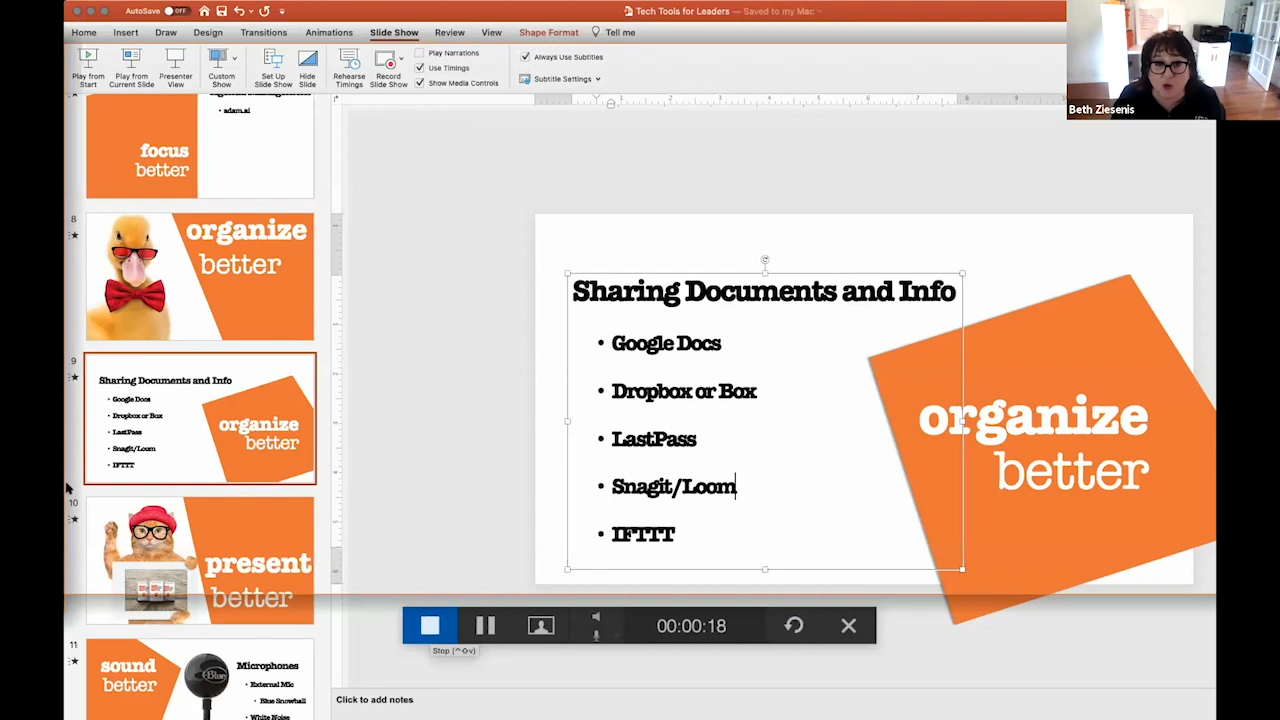 AutoSave OFF
Tech Tools for Leaders — Saved to my Mac
Home Insert Draw Design Transitions Animations Slide Show Review View Shape Format Tell me
Play from Start
Play from Current Slide
Presenter View
Custom Show
Set Up Slide Show
Hide Slide
Rehearse Timings
Record Slide Show
Play Narrations
Use Timings
Show Media Controls
Always Use Subtitles
Subtitle Settings
Beth Ziesenis
adam.ai
focus
better
8
organize
better
9
Sharing Documents and Info
• Google Docs
• Dropbox or Box
• LastPass
• Snagit/Loom
• IFTTT
organize
better
10
present
better
11
sound
better
Microphones
• External Mic
• Blue Snowball
• White Noise
Sharing Documents and Info
• Google Docs
• Dropbox or Box
• LastPass
• Snagit/Loom
• IFTTT
organize
better
00:00:18
Stop (^⇧v)
Click to add notes